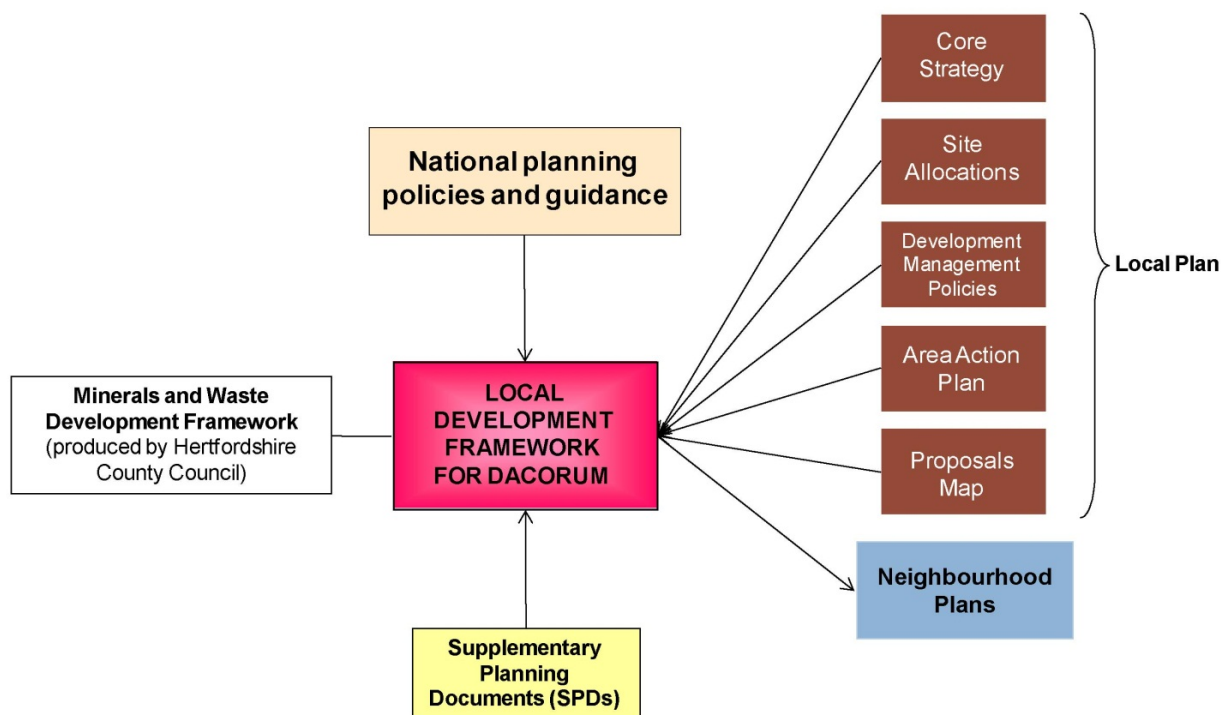 Core
Strategy
Site
Allocations
Development
Management
Policies
Area Action
Plan
Proposals
Map
Local Plan
National planning
policies and guidance
Minerals and Waste
Development Framework
(produced by Hertfordshire
County Council)
LOCAL
DEVELOPMENT
FRAMEWORK
FOR DACORUM
Neighbourhood
Plans
Supplementary
Planning
Documents (SPDs)